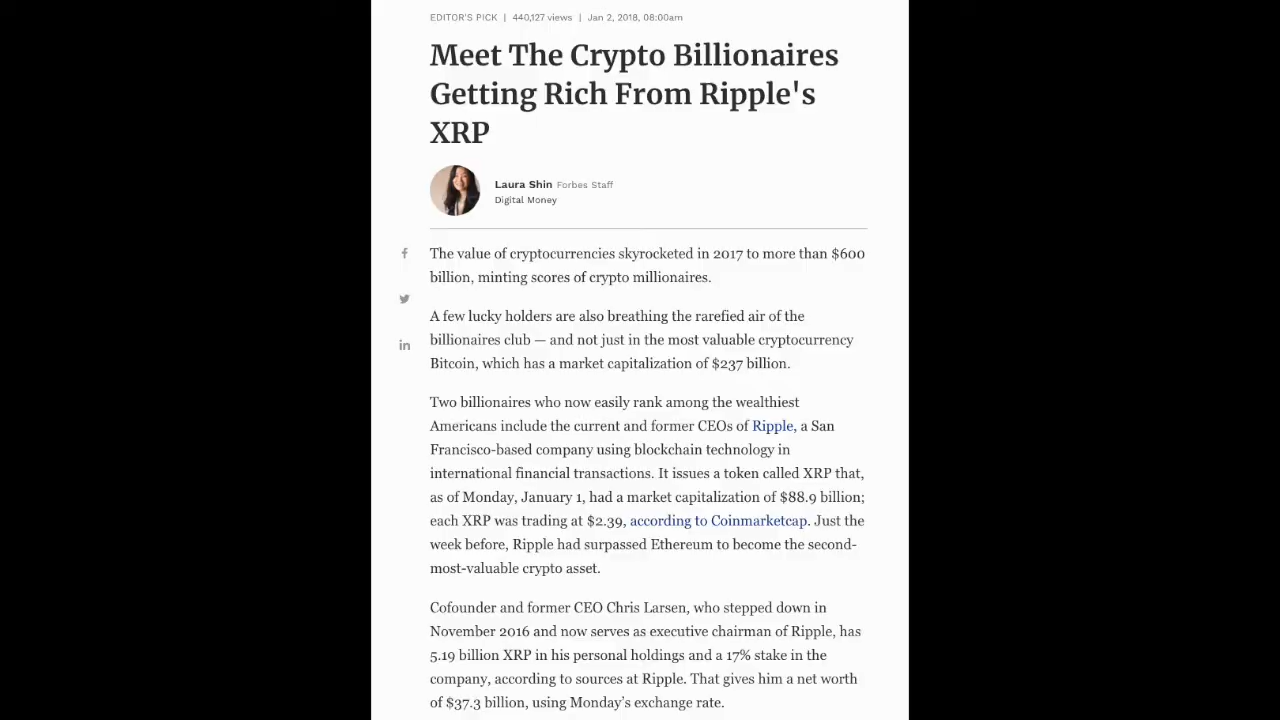 EDITOR'S PICK | 440,127 views | Jan 2, 2018, 08:00am
Meet The Crypto Billionaires
Getting Rich From Ripple's
XRP
Laura Shin Forbes Staff
Digital Money
The value of cryptocurrencies skyrocketed in 2017 to more than $600
billion, minting scores of crypto millionaires.
A few lucky holders are also breathing the rarefied air of the
billionaires club — and not just in the most valuable cryptocurrency
Bitcoin, which has a market capitalization of $237 billion.
Two billionaires who now easily rank among the wealthiest
Americans include the current and former CEOs of Ripple, a San
Francisco-based company using blockchain technology in
international financial transactions. It issues a token called XRP that,
as of Monday, January 1, had a market capitalization of $88.9 billion;
each XRP was trading at $2.39, according to Coinmarketcap. Just the
week before, Ripple had surpassed Ethereum to become the second-
most-valuable crypto asset.
Cofounder and former CEO Chris Larsen, who stepped down in
November 2016 and now serves as executive chairman of Ripple, has
5.19 billion XRP in his personal holdings and a 17% stake in the
company, according to sources at Ripple. That gives him a net worth
of $37.3 billion, using Monday's exchange rate.